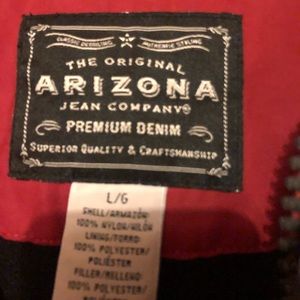 CLASSIC DETAILING AUTHENTIC STYLING
THE ORIGINAL
ARIZONA
JEAN COMPANY®
PREMIUM DENIM
SUPERIOR QUALITY & CRAFTSMANSHIP
L/G
SHELL/ARMAZÓN:
100% NYLON/NILÓN
LINING/FORRO:
100% POLYESTER/
POLIÉSTER
FILLER/RELLENO:
100% POLYESTER/
POLIÉSTER